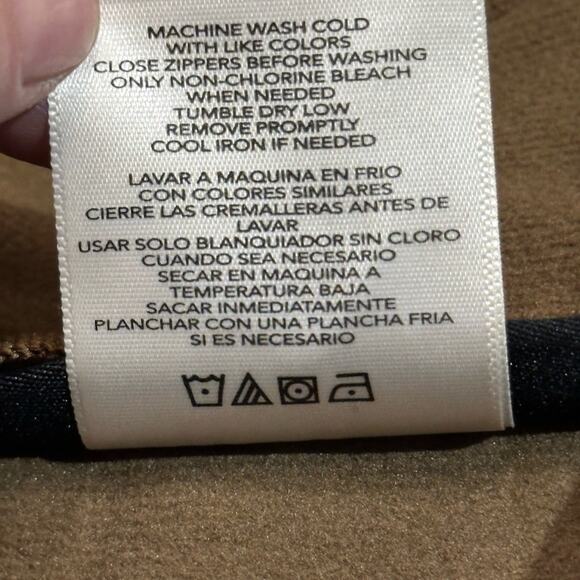 MACHINE WASH COLD
WITH LIKE COLORS
CLOSE ZIPPERS BEFORE WASHING
ONLY NON-CHLORINE BLEACH
WHEN NEEDED
TUMBLE DRY LOW
REMOVE PROMPTLY
COOL IRON IF NEEDED
LAVAR A MAQUINA EN FRIO
CON COLORES SIMILARES
CIERRE LAS CREMALLERAS ANTES DE
LAVAR
USAR SOLO BLANQUIADOR SIN CLORO
CUANDO SEA NECESARIO
SECAR EN MAQUINA A
TEMPERATURA BAJA
SACAR INMEDIATAMENTE
PLANCHAR CON UNA PLANCHA FRIA
SI ES NECESARIO